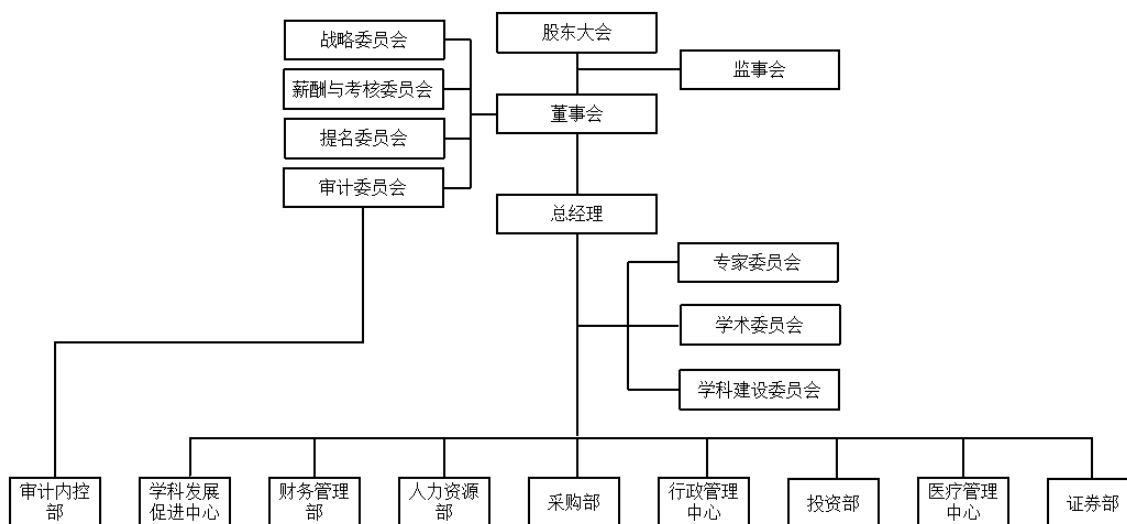 股东大会
战略委员会
监事会
薪酬与考核委员会
董事会
提名委员会
审计委员会
总经理
专家委员会
学术委员会
学科建设委员会
审计内控
部
学科发展
促进中心
财务管理
部
人力资源
部
采购部
行政管理
中心
投资部
医疗管理
中心
证券部